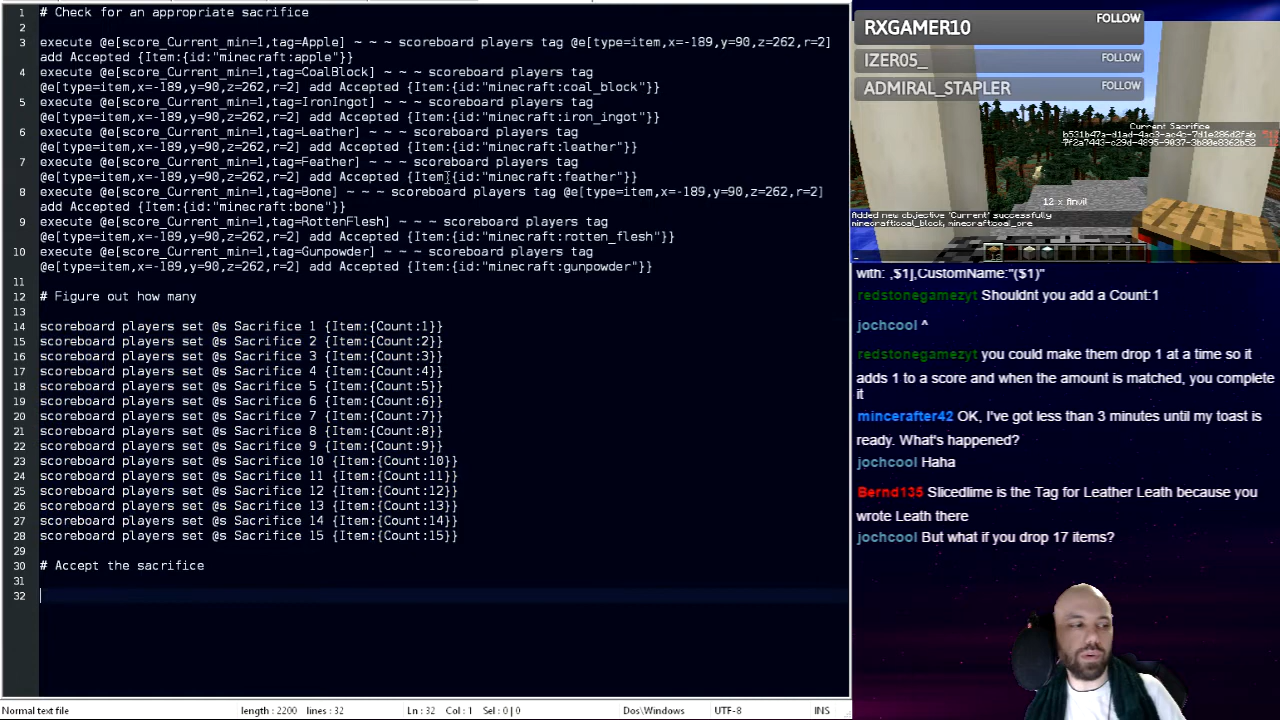 1 # Check for an appropriate sacrifice
2
3 execute @e[score_Current_min=1,tag=Apple] ~ ~ ~ scoreboard players tag @e[type=item,x=-189,y=90,z=262,r=2]
add Accepted {Item:{id:"minecraft:apple"}}
4 execute @e[score_Current_min=1,tag=CoalBlock] ~ ~ ~ scoreboard players tag
@e[type=item,x=-189,y=90,z=262,r=2] add Accepted {Item:{id:"minecraft:coal_block"}}
5 execute @e[score_Current_min=1,tag=IronIngot] ~ ~ ~ scoreboard players tag
@e[type=item,x=-189,y=90,z=262,r=2] add Accepted {Item:{id:"minecraft:iron_ingot"}}
6 execute @e[score_Current_min=1,tag=Leather] ~ ~ ~ scoreboard players tag
@e[type=item,x=-189,y=90,z=262,r=2] add Accepted {Item:{id:"minecraft:leather"}}
7 execute @e[score_Current_min=1,tag=Feather] ~ ~ ~ scoreboard players tag
@e[type=item,x=-189,y=90,z=262,r=2] add Accepted {Item:{id:"minecraft:feather"}}
8 execute @e[score_Current_min=1,tag=Bone] ~ ~ ~ scoreboard players tag @e[type=item,x=-189,y=90,z=262,r=2]
add Accepted {Item:{id:"minecraft:bone"}}
9 execute @e[score_Current_min=1,tag=RottenFlesh] ~ ~ ~ scoreboard players tag
@e[type=item,x=-189,y=90,z=262,r=2] add Accepted {Item:{id:"minecraft:rotten_flesh"}}
10 execute @e[score_Current_min=1,tag=Gunpowder] ~ ~ ~ scoreboard players tag
@e[type=item,x=-189,y=90,z=262,r=2] add Accepted {Item:{id:"minecraft:gunpowder"}}
11
12 # Figure out how many
13
14 scoreboard players set @s Sacrifice 1 {Item:{Count:1}}
15 scoreboard players set @s Sacrifice 2 {Item:{Count:2}}
16 scoreboard players set @s Sacrifice 3 {Item:{Count:3}}
17 scoreboard players set @s Sacrifice 4 {Item:{Count:4}}
18 scoreboard players set @s Sacrifice 5 {Item:{Count:5}}
19 scoreboard players set @s Sacrifice 6 {Item:{Count:6}}
20 scoreboard players set @s Sacrifice 7 {Item:{Count:7}}
21 scoreboard players set @s Sacrifice 8 {Item:{Count:8}}
22 scoreboard players set @s Sacrifice 9 {Item:{Count:9}}
23 scoreboard players set @s Sacrifice 10 {Item:{Count:10}}
24 scoreboard players set @s Sacrifice 11 {Item:{Count:11}}
25 scoreboard players set @s Sacrifice 12 {Item:{Count:12}}
26 scoreboard players set @s Sacrifice 13 {Item:{Count:13}}
27 scoreboard players set @s Sacrifice 14 {Item:{Count:14}}
28 scoreboard players set @s Sacrifice 15 {Item:{Count:15}}
29
30 # Accept the sacrifice
31
32
Normal text file length : 2200 lines : 32 Ln : 32 Col : 1 Sel : 0 | 0 Dos\Windows UTF-8 INS
RXGAMER10 FOLLOW
IZER05_ FOLLOW
ADMIRAL_STAPLER FOLLOW
Current Sacrifice
12 x Anvil
Added new objective 'Current' successfully
minecraft:coal_block, minecraft:coal_ore
12
with: ,$1],CustomName:"($1)"
redstonegamezyt Shouldnt you add a Count:1
jochcool ^
redstonegamezyt you could make them drop 1 at a time so it
adds 1 to a score and when the amount is matched, you complete
it
mincerafter42 OK, I've got less than 3 minutes until my toast is
ready. What's happened?
jochcool Haha
Bernd135 Slicedlime is the Tag for Leather Leath because you
wrote Leath there
jochcool But what if you drop 17 items?